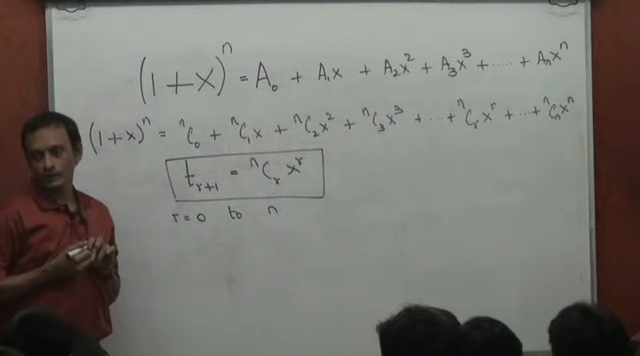 (1+x)ⁿ = A₀ + A₁x + A₂x² + A₃x³ + ..... + Aₙxⁿ
(1+x)ⁿ = ⁿC₀ + ⁿC₁x + ⁿC₂x² + ⁿC₃x³ + ...+ ⁿCᵣxʳ + ...+ ⁿCₙxⁿ
tᵣ₊₁ = ⁿCᵣ xʳ
r=0 to n